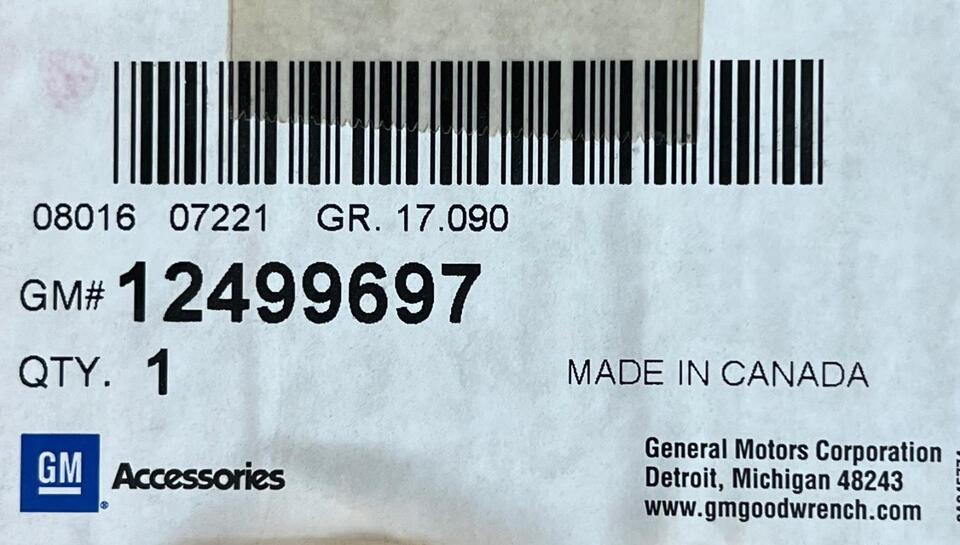 08016 07221 GR. 17.090
GM# 12499697
QTY. 1
MADE IN CANADA
GM
Accessories
General Motors Corporation
Detroit, Michigan 48243
www.gmgoodwrench.com